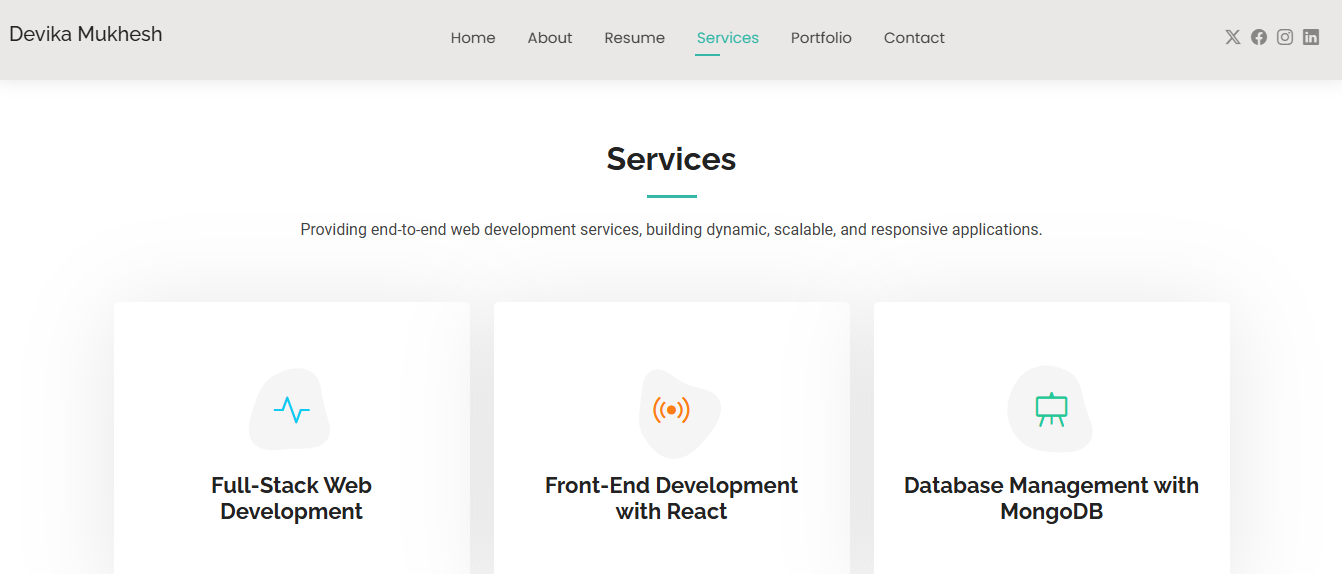 Devika Mukhesh
Home About Resume Services Portfolio Contact
Services
Providing end-to-end web development services, building dynamic, scalable, and responsive applications.
Full-Stack Web
Development
Front-End Development
with React
Database Management with
MongoDB